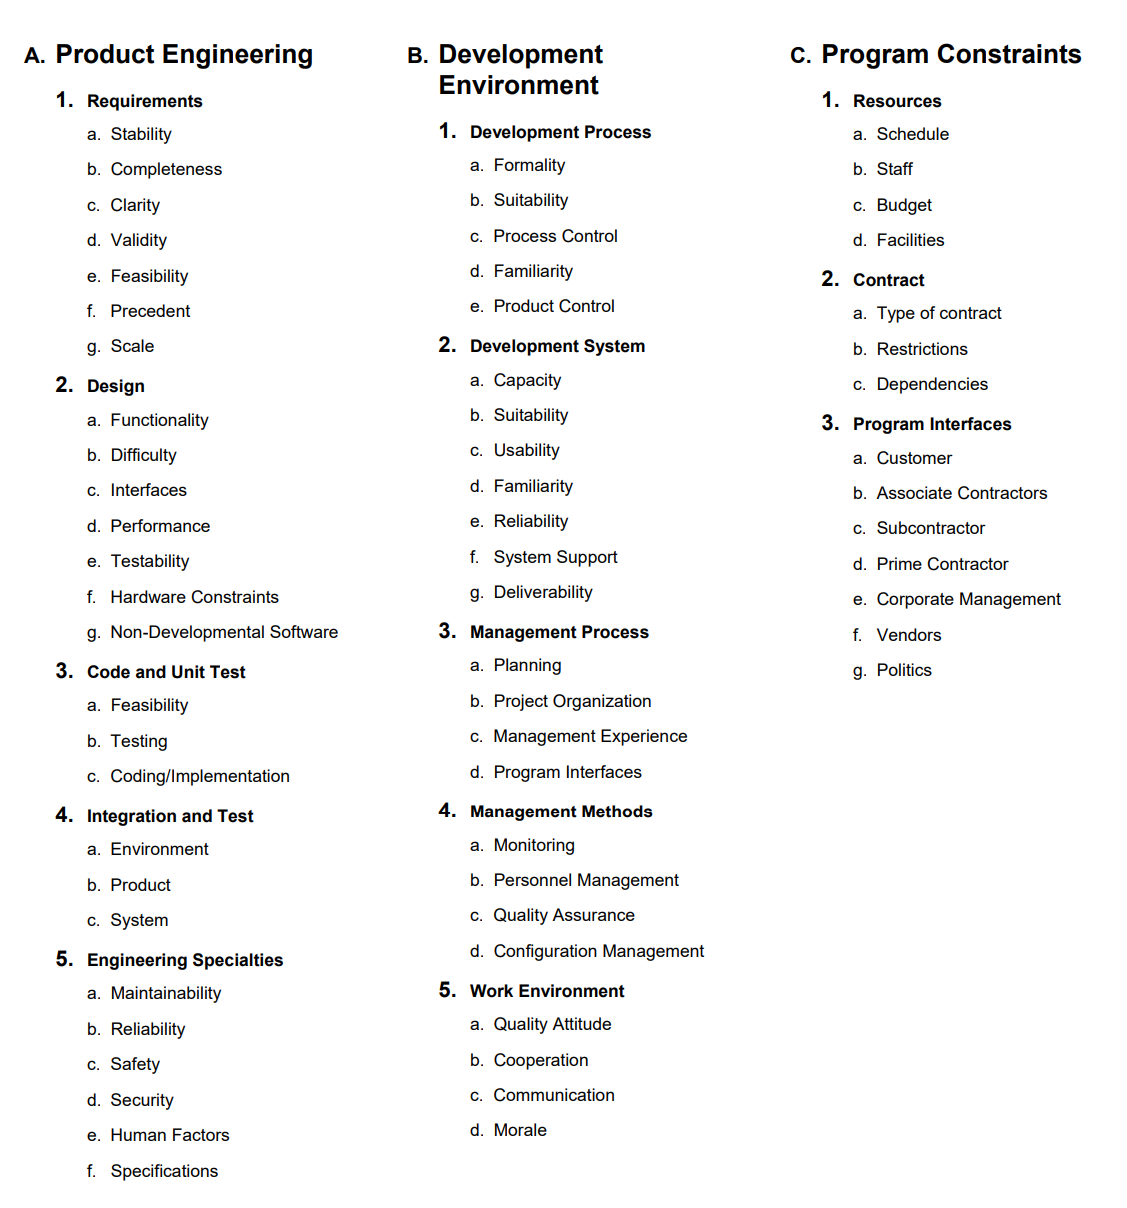 A. Product Engineering
1. Requirements
a. Stability
b. Completeness
c. Clarity
d. Validity
e. Feasibility
f. Precedent
g. Scale
2. Design
a. Functionality
b. Difficulty
c. Interfaces
d. Performance
e. Testability
f. Hardware Constraints
g. Non-Developmental Software
3. Code and Unit Test
a. Feasibility
b. Testing
c. Coding/Implementation
4. Integration and Test
a. Environment
b. Product
c. System
5. Engineering Specialties
a. Maintainability
b. Reliability
c. Safety
d. Security
e. Human Factors
f. Specifications
B. Development
Environment
1. Development Process
a. Formality
b. Suitability
c. Process Control
d. Familiarity
e. Product Control
2. Development System
a. Capacity
b. Suitability
c. Usability
d. Familiarity
e. Reliability
f. System Support
g. Deliverability
3. Management Process
a. Planning
b. Project Organization
c. Management Experience
d. Program Interfaces
4. Management Methods
a. Monitoring
b. Personnel Management
c. Quality Assurance
d. Configuration Management
5. Work Environment
a. Quality Attitude
b. Cooperation
c. Communication
d. Morale
C. Program Constraints
1. Resources
a. Schedule
b. Staff
c. Budget
d. Facilities
2. Contract
a. Type of contract
b. Restrictions
c. Dependencies
3. Program Interfaces
a. Customer
b. Associate Contractors
c. Subcontractor
d. Prime Contractor
e. Corporate Management
f. Vendors
g. Politics